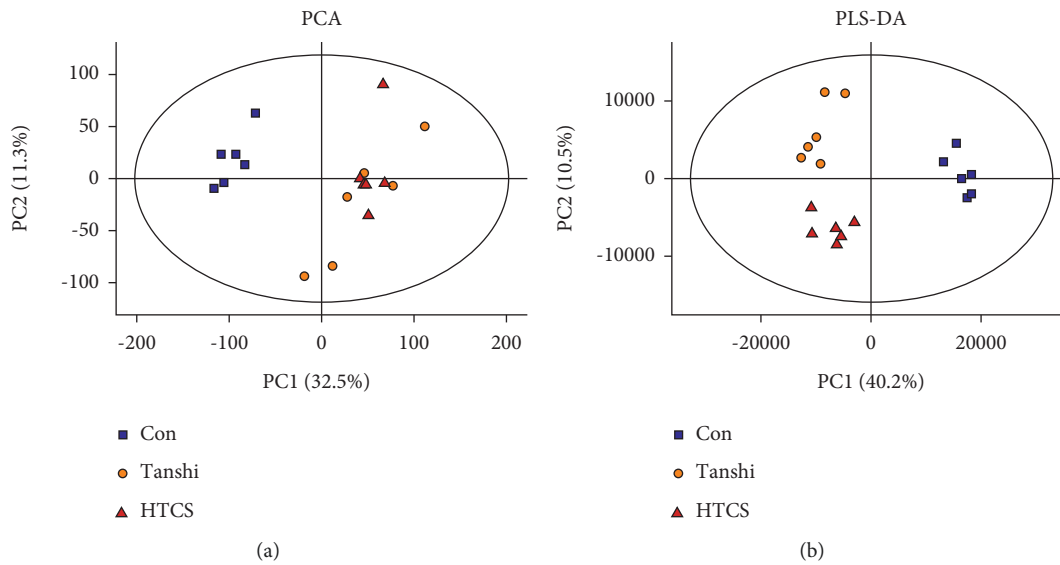 PCA
PC2 (11.3%)
100
50
0
-50
-100
-200
-100
0
100
200
PC1 (32.5%)
Con
Tanshi
HTCS
(a)
PLS-DA
PC2 (10.5%)
10000
0
-10000
-20000
0
20000
PC1 (40.2%)
Con
Tanshi
HTCS
(b)